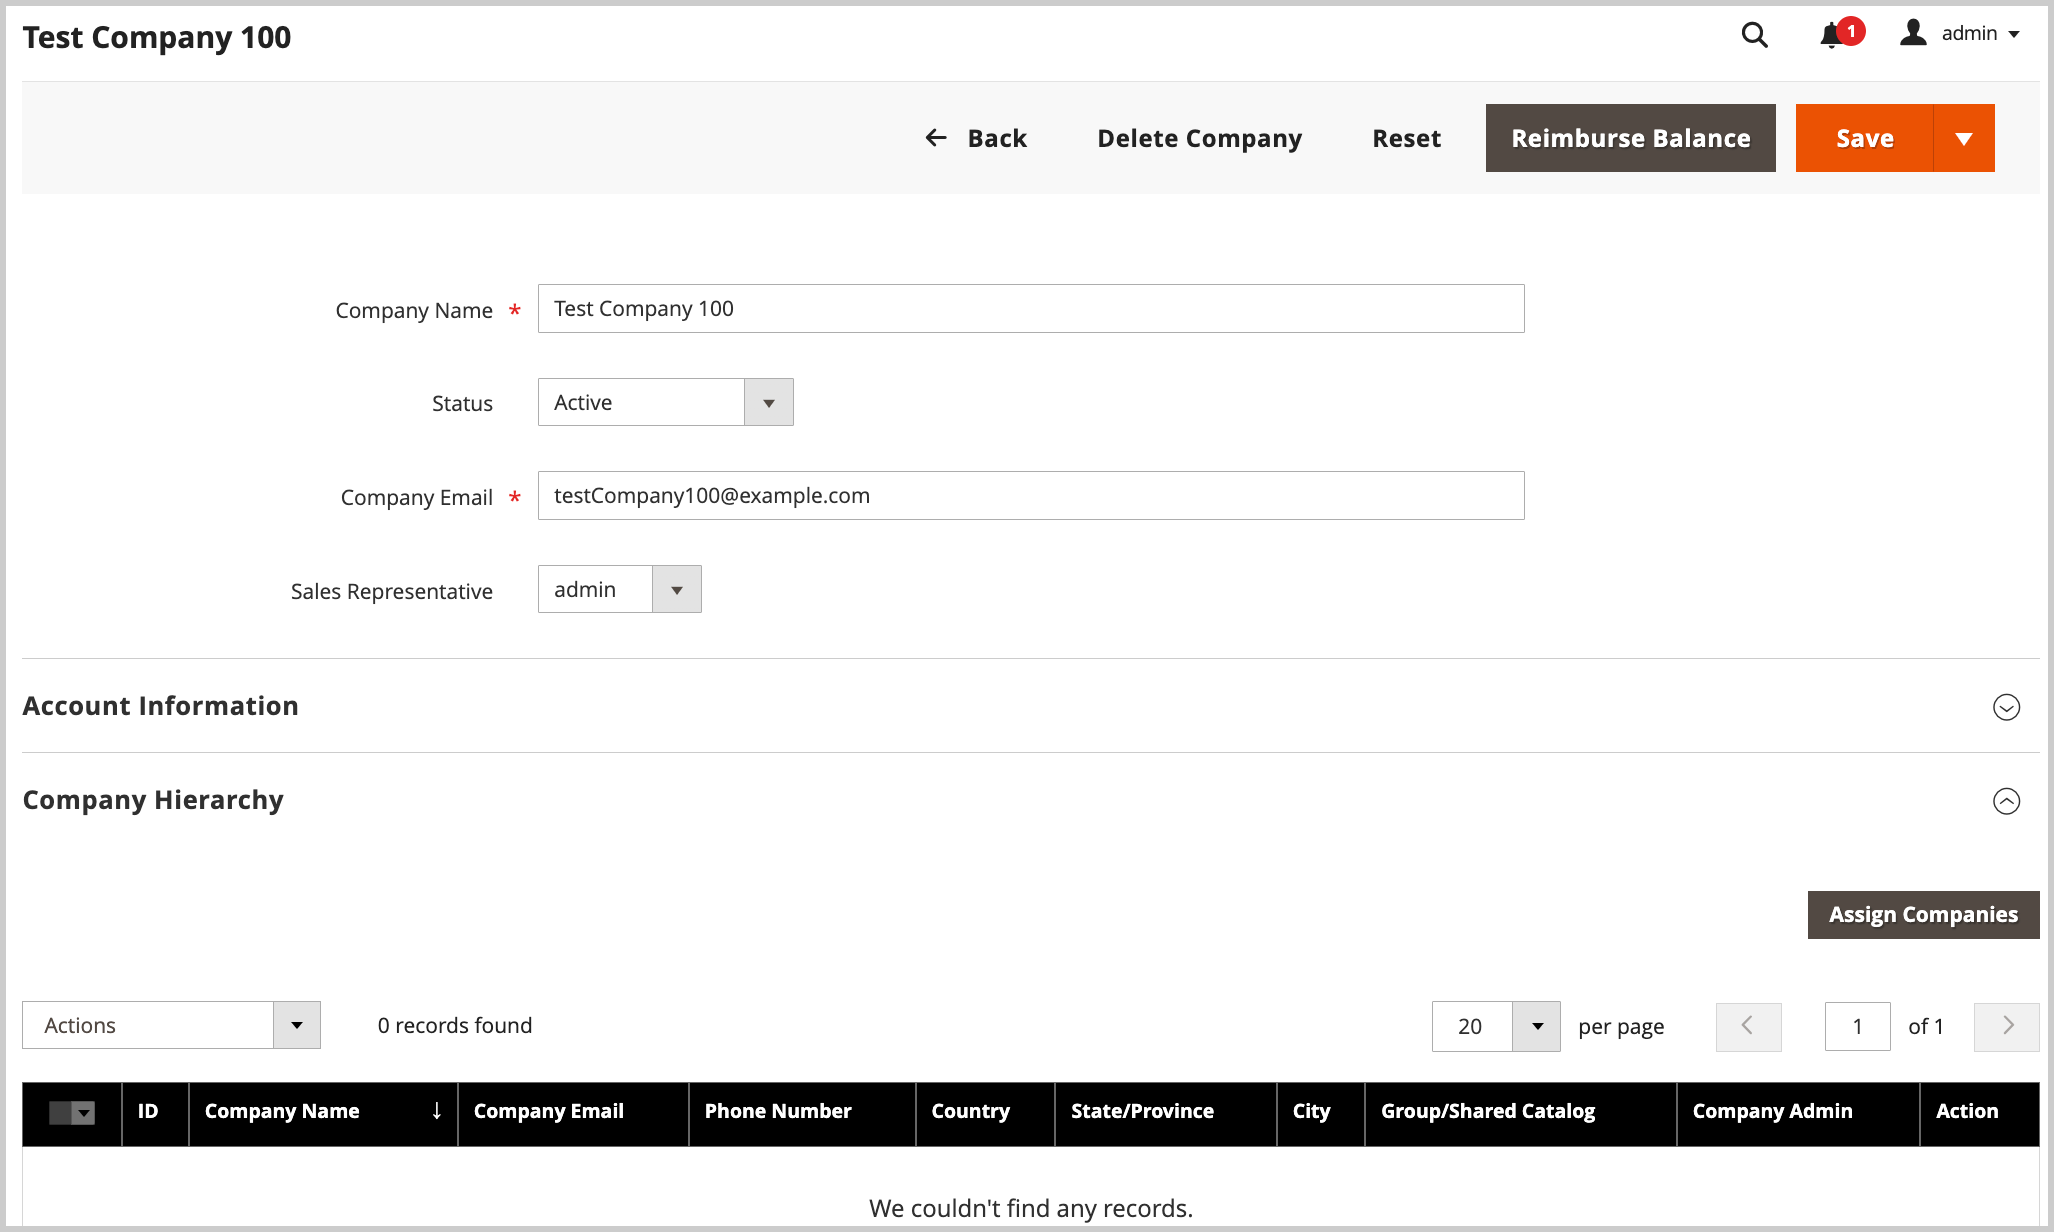 Test Company 100
1
admin
Back
Delete Company
Reset
Reimburse Balance
Save
Company Name *
Test Company 100
Status
Active
Company Email *
testCompany100@example.com
Sales Representative
admin
Account Information
Company Hierarchy
Assign Companies
Actions
0 records found
20
per page
1
of 1
ID
Company Name
Company Email
Phone Number
Country
State/Province
City
Group/Shared Catalog
Company Admin
Action
We couldn't find any records.